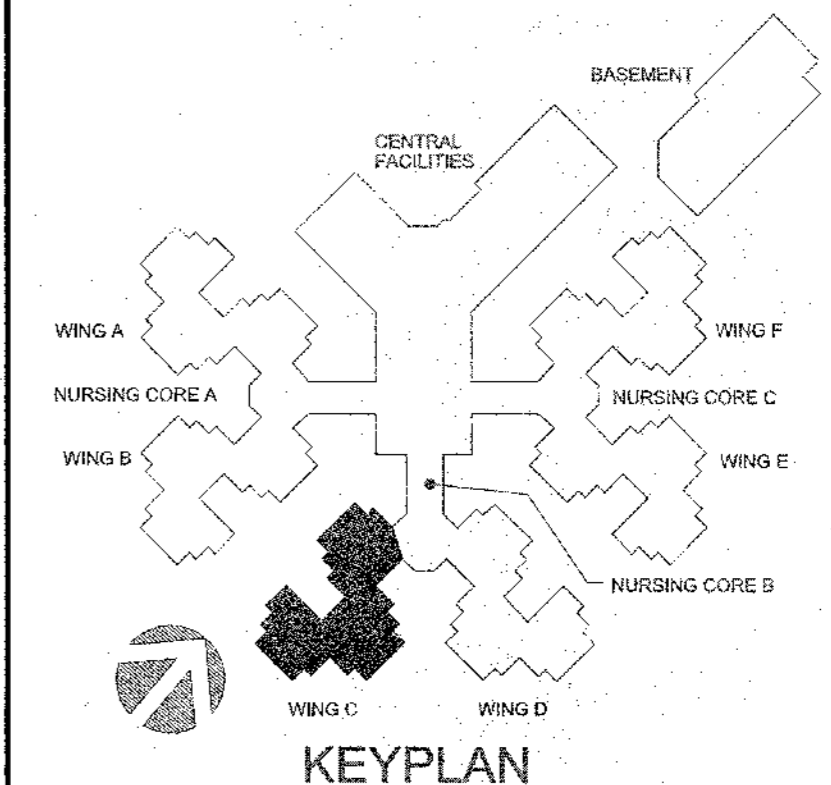 BASEMENT
CENTRAL
FACILITIES
WING A
WING F
NURSING CORE A
NURSING CORE C
WING B
WING E
NURSING CORE B
WING C
WING D
KEYPLAN